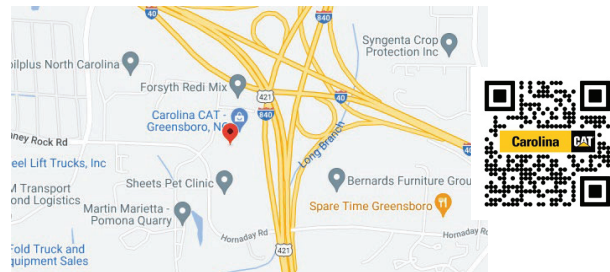 40
840
Syngenta Crop
Protection Inc
oilplus North Carolina
Forsyth Redi Mix
421
40
Carolina CAT -
Greensboro, N
840
40
aney Rock Rd
Long Branch
eel Lift Trucks, Inc
M Transport
ond Logistics
Sheets Pet Clinic
Bernards Furniture Grou
Martin Marietta -
Pomona Quarry
Spare Time Greensboro
Hornaday Rd
Hornaday Rd
421
Fold Truck and
quipment Sales
Carolina CAT